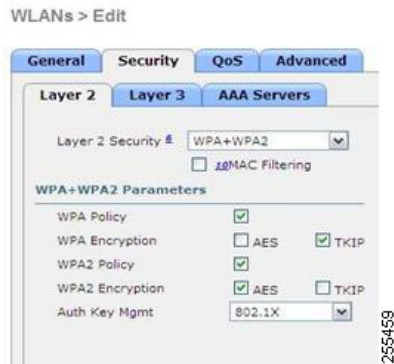 WLANs > Edit
General Security QoS Advanced
Layer 2 Layer 3 AAA Servers
Layer 2 Security 6 WPA+WPA2
10MAC Filtering
WPA+WPA2 Parameters
WPA Policy
WPA Encryption AES TKIP
WPA2 Policy
WPA2 Encryption AES TKIP
Auth Key Mgmt 802.1X
255459